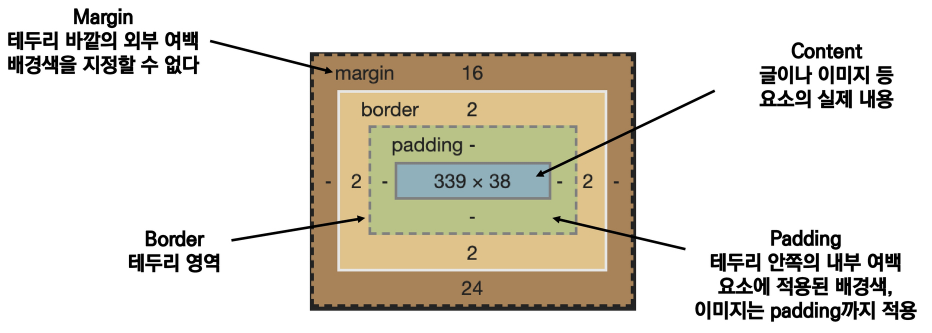 Margin
테두리 바깥의 외부 여백
배경색을 지정할 수 없다
Content
글이나 이미지 등
요소의 실제 내용
margin 16
border 2
padding -
- 2 - 339 × 38 - 2 -
-
2
24
Border
테두리 영역
Padding
테두리 안쪽의 내부 여백
요소에 적용된 배경색,
이미지는 padding까지 적용